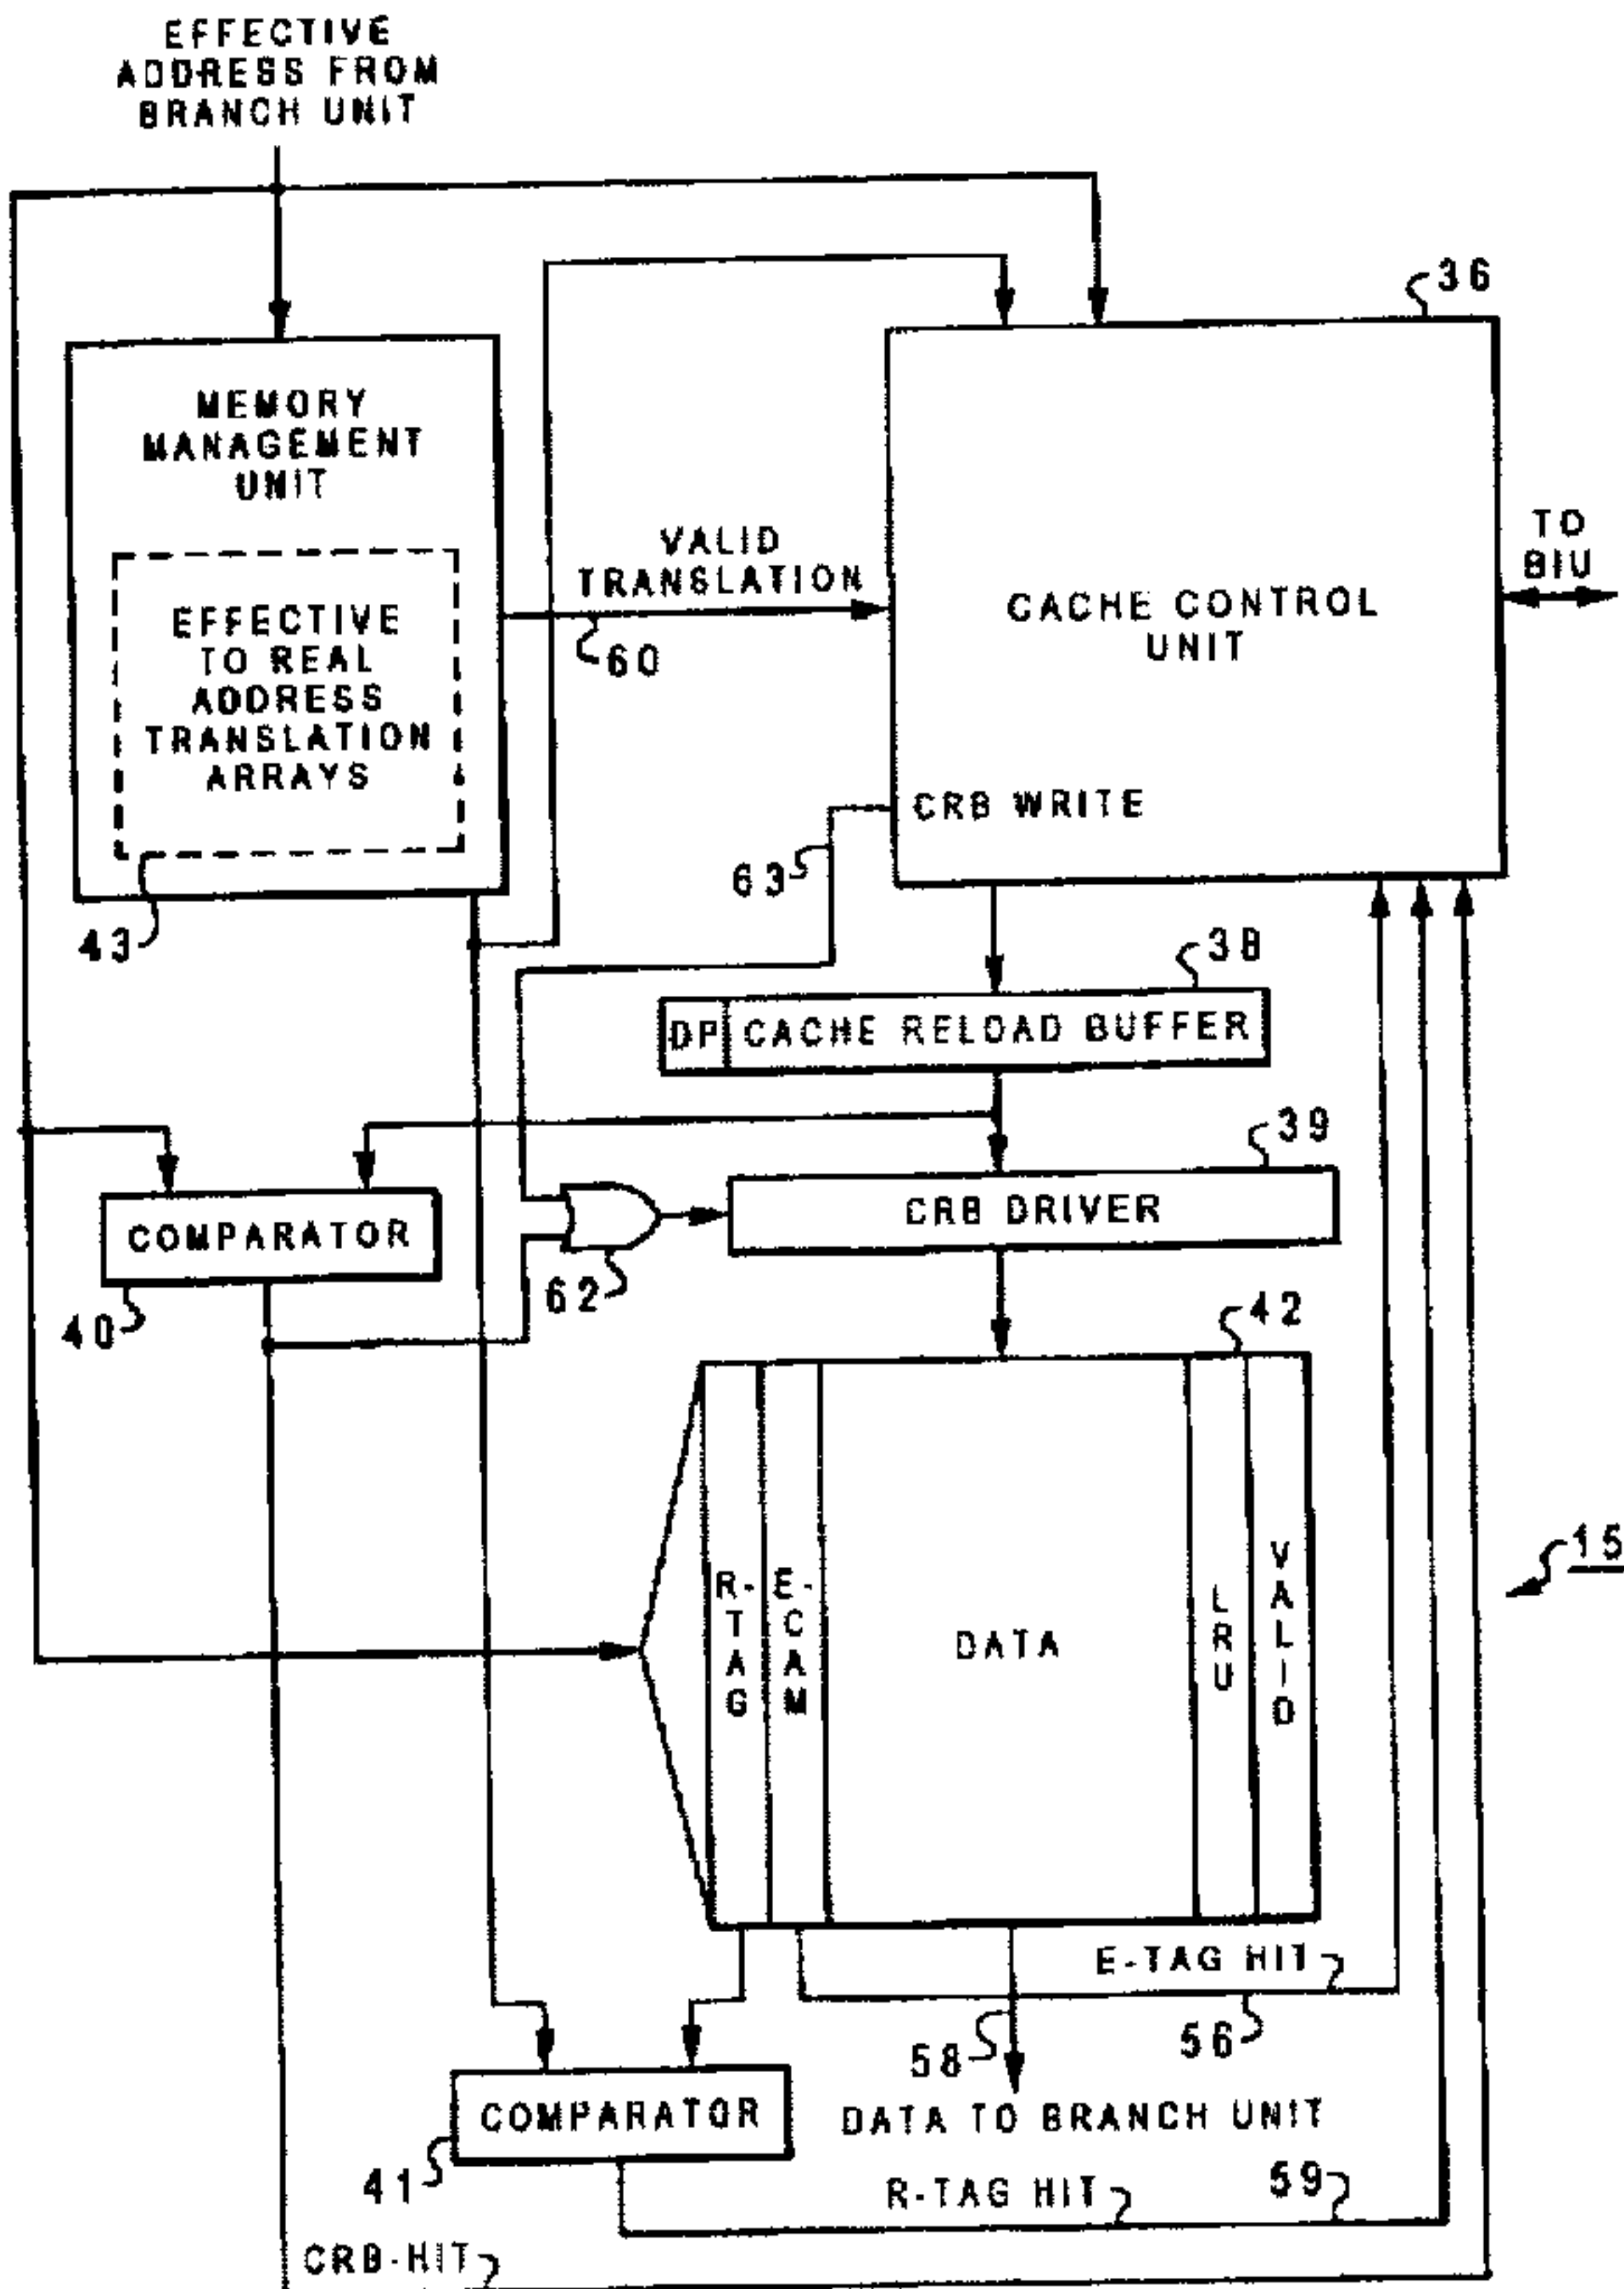 EFFECTIVE
ADDRESS FROM
BRANCH UNIT
36
MEMORY
MANAGEMENT
UNIT
EFFECTIVE
TO REAL
ADDRESS
TRANSLATION
ARRAYS
43
VALID
TRANSLATION
60
CACHE CONTROL
UNIT
TO
BIU
CRB WRITE
63
38
DP CACHE RELOAD BUFFER
39
COMPARATOR
40
62
CRB DRIVER
42
R-TAG
E-CAM
DATA
LRU
VALID
15
E-TAG HIT
56
58
COMPARATOR
41
DATA TO BRANCH UNIT
R-TAG HIT
59
CRB-HIT